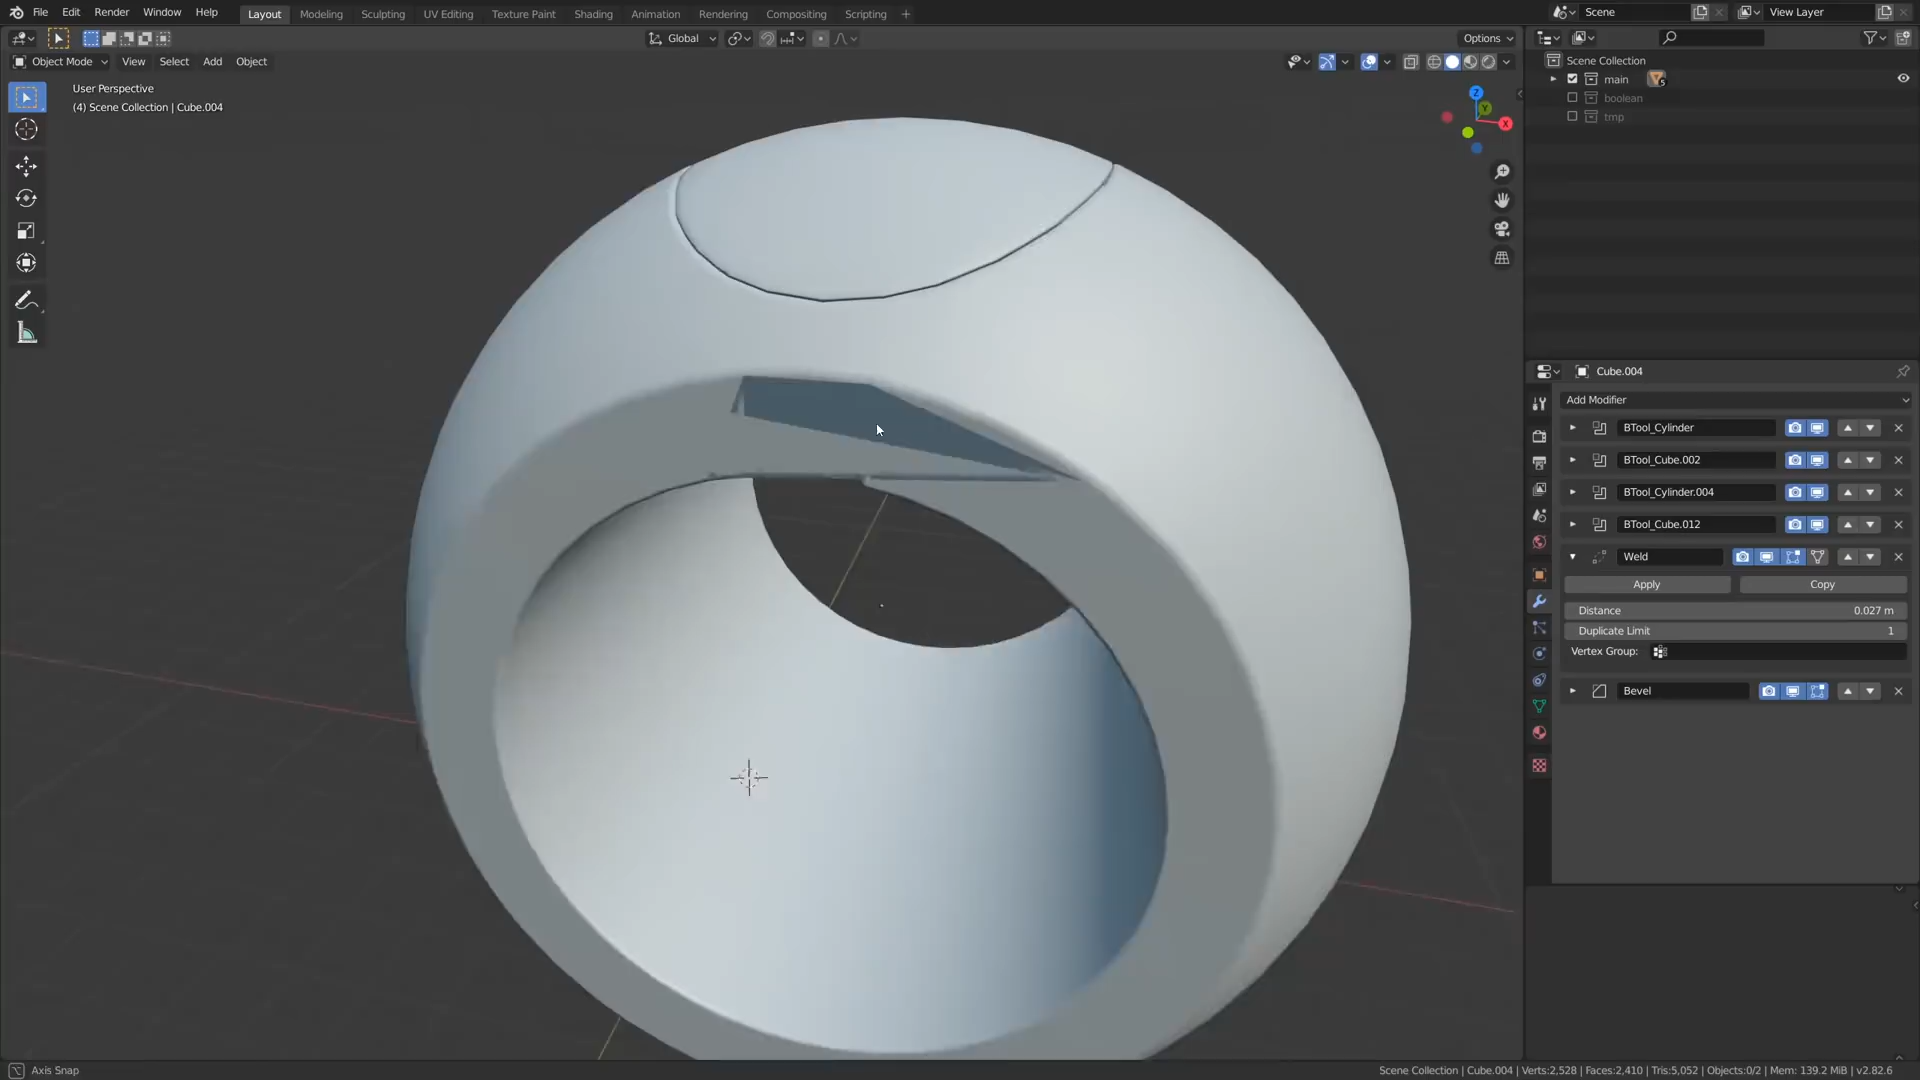 File Edit Render Window Help Layout Modeling Sculpting UV Editing Texture Paint Shading Animation Rendering Compositing Scripting + Scene View Layer
Global Options
Object Mode View Select Add Object
User Perspective
(4) Scene Collection | Cube.004
Z
Y
X
Scene Collection
main 5
boolean
tmp
Cube.004
Add Modifier
BTool_Cylinder
BTool_Cube.002
BTool_Cylinder.004
BTool_Cube.012
Weld
Apply Copy
Distance 0.027 m
Duplicate Limit 1
Vertex Group:
Bevel
Axis Snap Scene Collection | Cube.004 | Verts:2,528 | Faces:2,410 | Tris:5,052 | Objects:0/2 | Mem: 139.2 MiB | v2.82.6